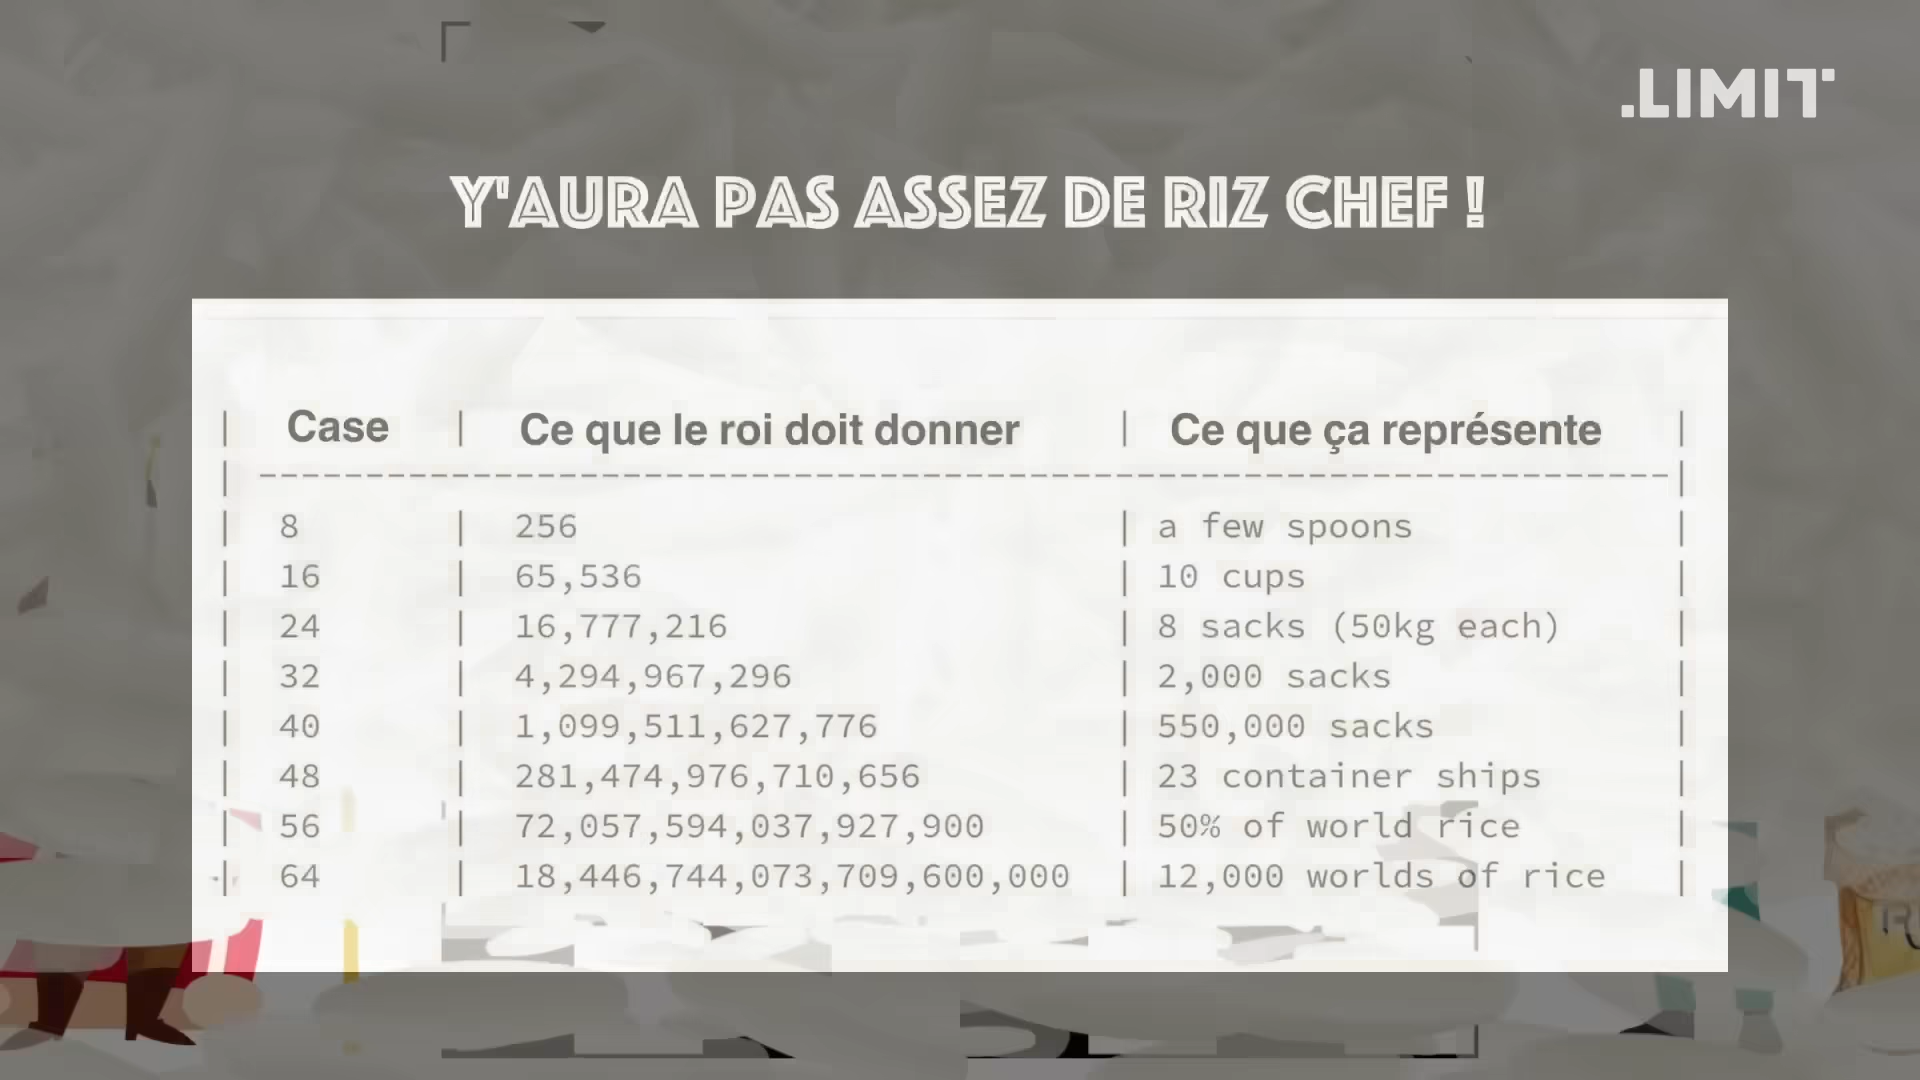 .LIMIT
Y'AURA PAS ASSEZ DE RIZ CHEF !
| Case | Ce que le roi doit donner | Ce que ça représente |
|----------------------------------------------------------------|
| 8 | 256 | a few spoons |
| 16 | 65,536 | 10 cups |
| 24 | 16,777,216 | 8 sacks (50kg each) |
| 32 | 4,294,967,296 | 2,000 sacks |
| 40 | 1,099,511,627,776 | 550,000 sacks |
| 48 | 281,474,976,710,656 | 23 container ships |
| 56 | 72,057,594,037,927,900 | 50% of world rice |
| 64 | 18,446,744,073,709,600,000 | 12,000 worlds of rice |